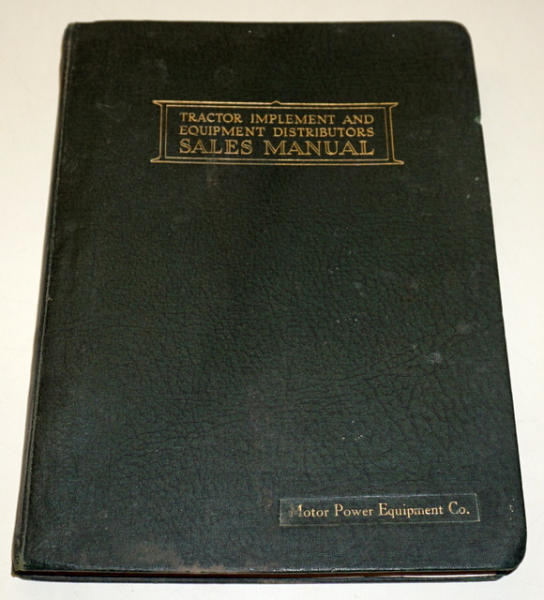 TRACTOR IMPLEMENT AND
EQUIPMENT DISTRIBUTORS
SALES MANUAL
Motor Power Equipment Co.